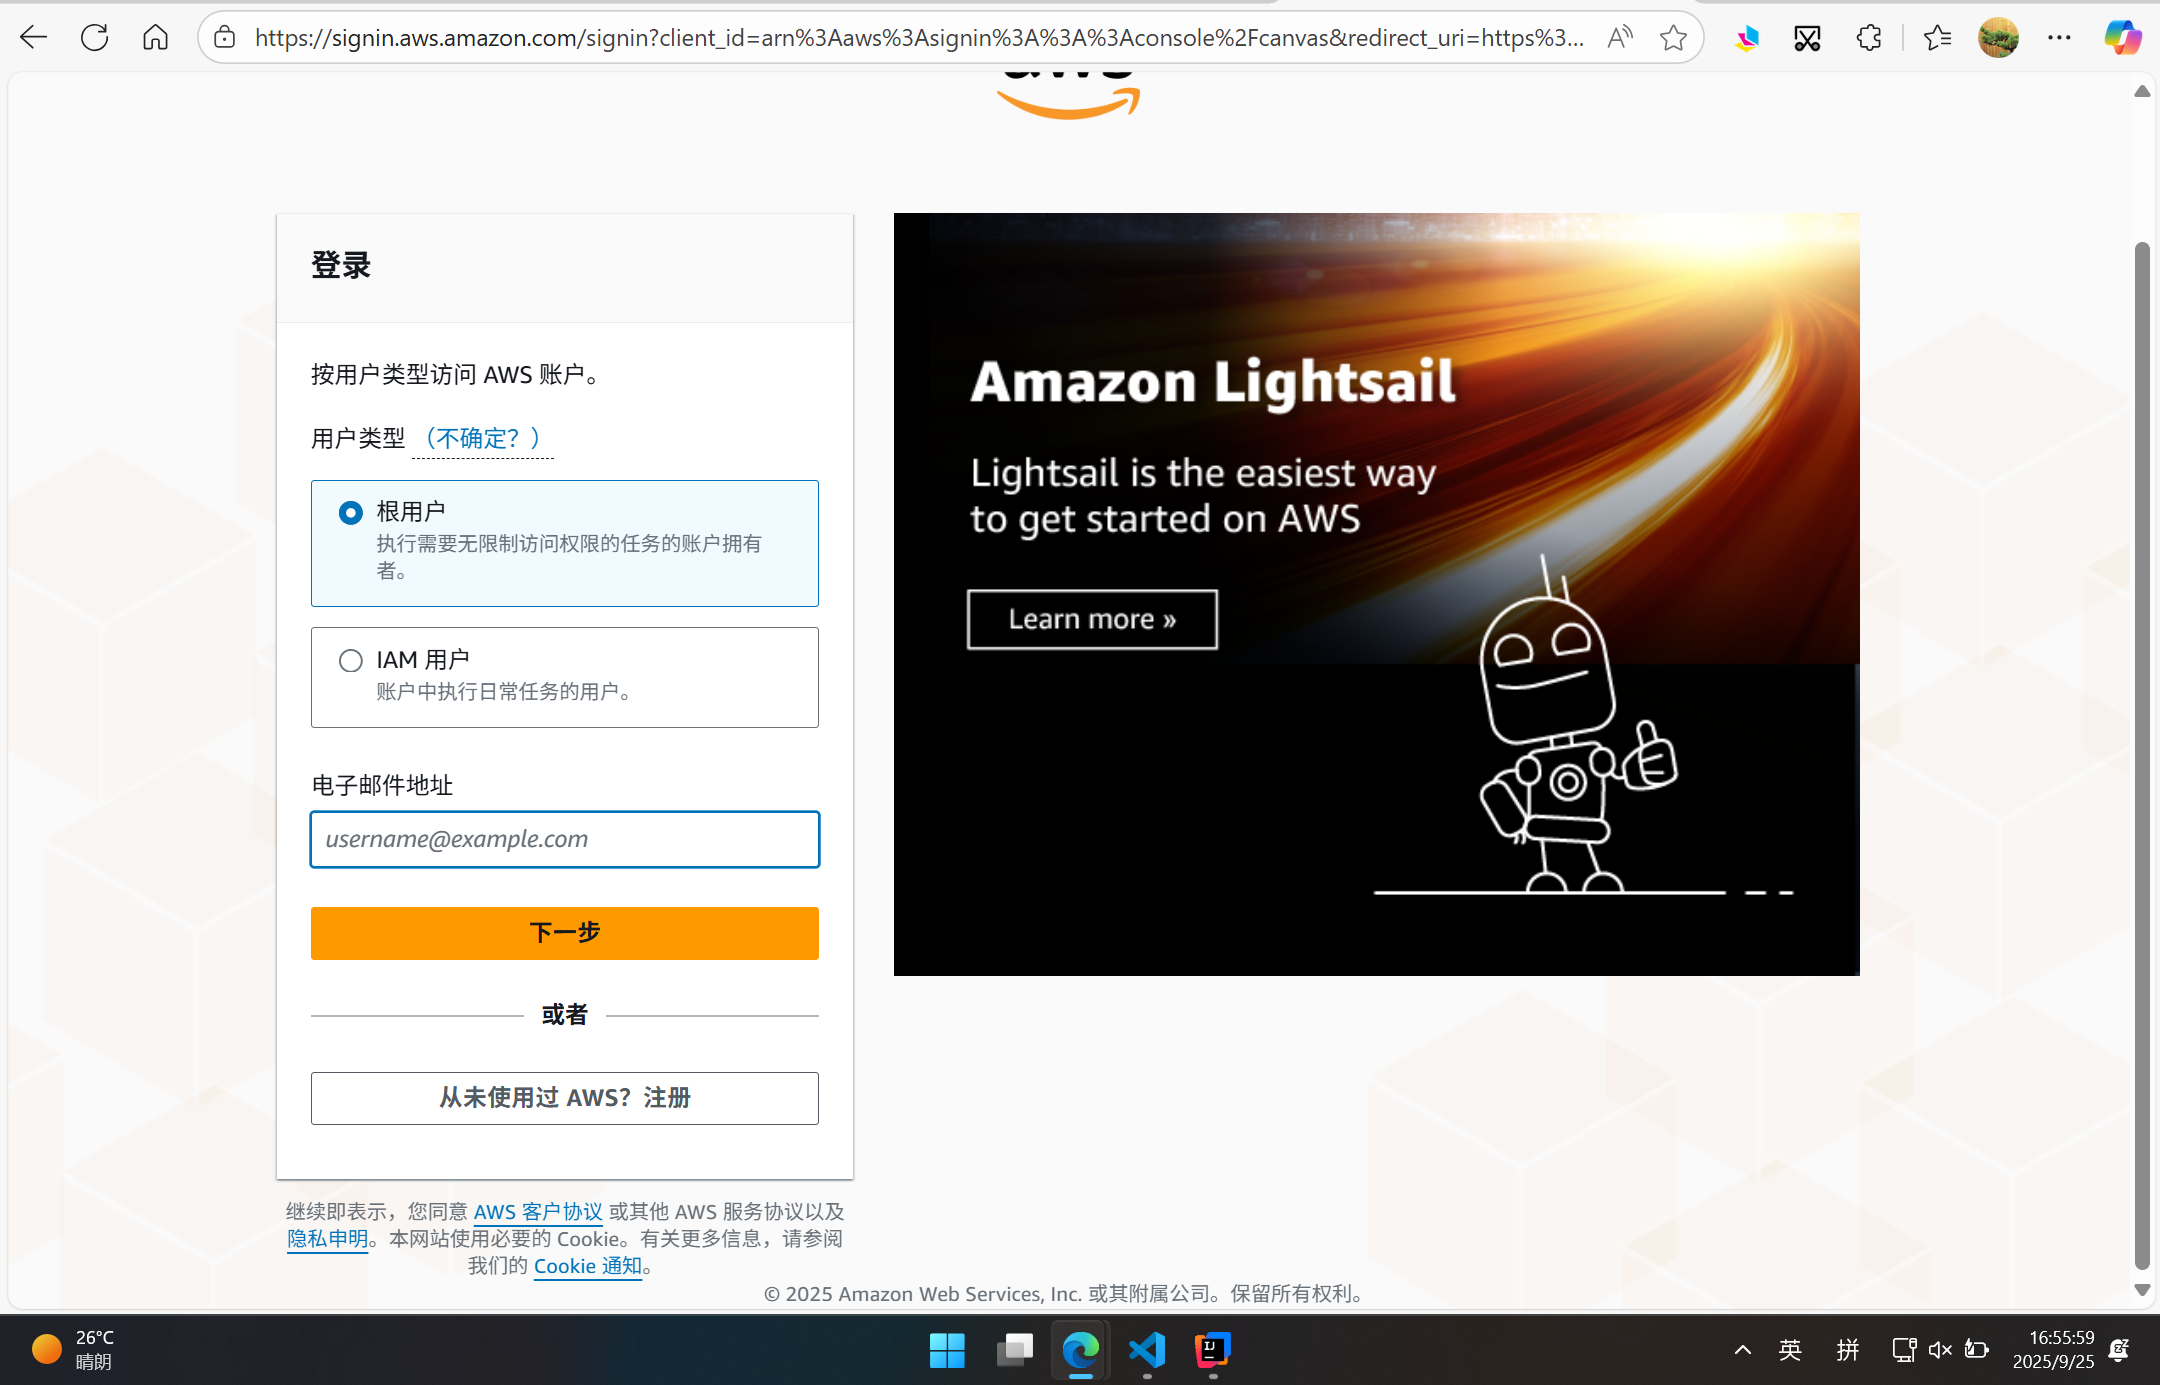 https://signin.aws.amazon.com/signin?client_id=arn%3Aaws%3Asignin%3A%3A%3Aconsole%2Fcanvas&redirect_uri=https%3...
登录
按用户类型访问 AWS 账户。
用户类型 （不确定？）
根用户
执行需要无限制访问权限的任务的账户拥有
者。
IAM 用户
账户中执行日常任务的用户。
电子邮件地址
username@example.com
下一步
或者
从未使用过 AWS？注册
继续即表示，您同意 AWS 客户协议 或其他 AWS 服务协议以及
隐私申明。本网站使用必要的 Cookie。有关更多信息，请参阅
我们的 Cookie 通知。
Amazon Lightsail
Lightsail is the easiest way
to get started on AWS
Learn more »
© 2025 Amazon Web Services, Inc. 或其附属公司。保留所有权利。
26°C
晴朗
英
拼
16:55:59
2025/9/25